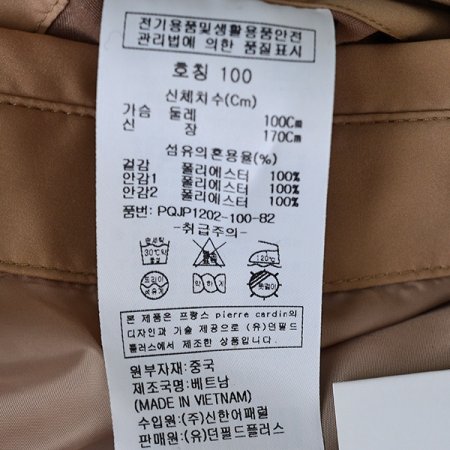 전기용품및생활용품안전
관리법에 의한 품질표시
호칭 100
신체치수(Cm)
가슴 둘레 100Cm
신 장 170Cm
섬유의혼용율(%)
겉감 폴리에스터 100%
안감1 폴리에스터 100%
안감2 폴리에스터 100%
품번: PQJP1202-100-82
-취급주의-
30℃약
120℃
약하게
본 제품은 프랑스 pierre cardin의
디자인과 기술 제공으로 (유)던필드
플러스에서 제조한 상품입니다.
원부자재:중국
제조국명:베트남
(MADE IN VIETNAM)
수입원:(주)신한어패럴
판매원:(유)던필드플러스